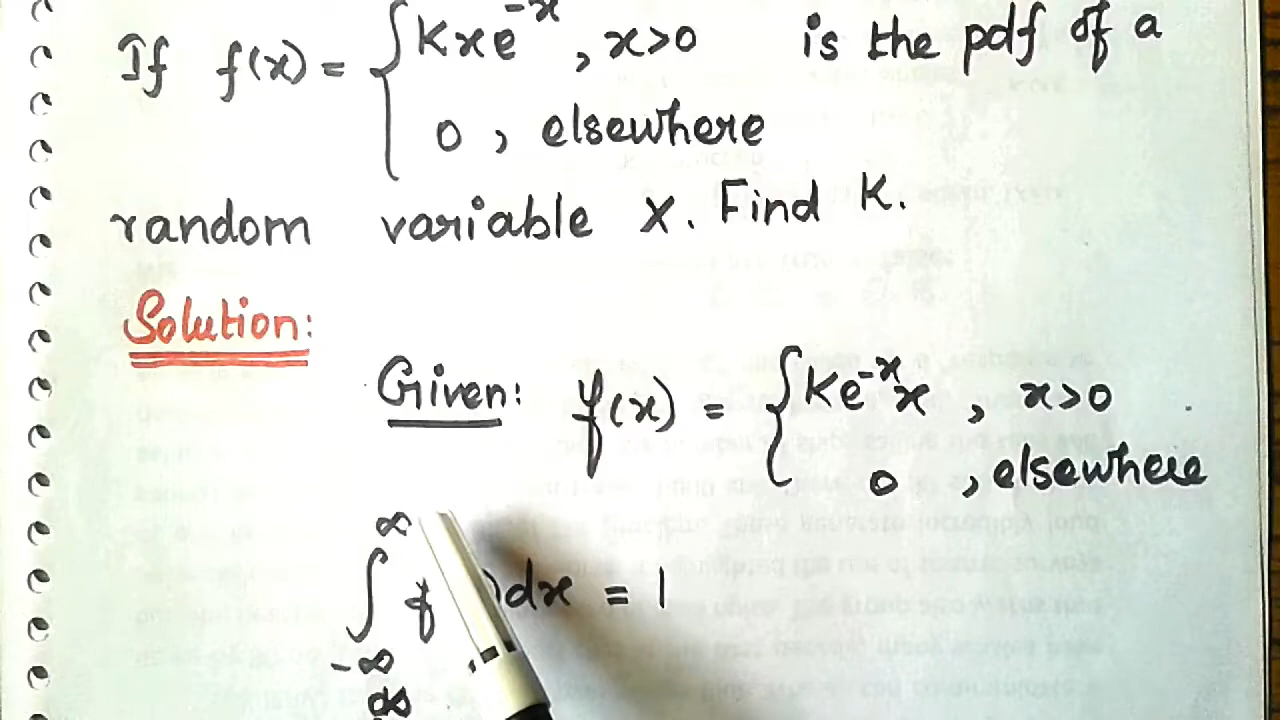 If f(x) = { Kxe^-x , x>0 is the pdf of a
0 , elsewhere
random variable X. Find K.
Solution:
Given: f(x) = { Ke^-x x , x>0
0 , elsewhere
∞
∫ f )dx = 1
-∞
∞